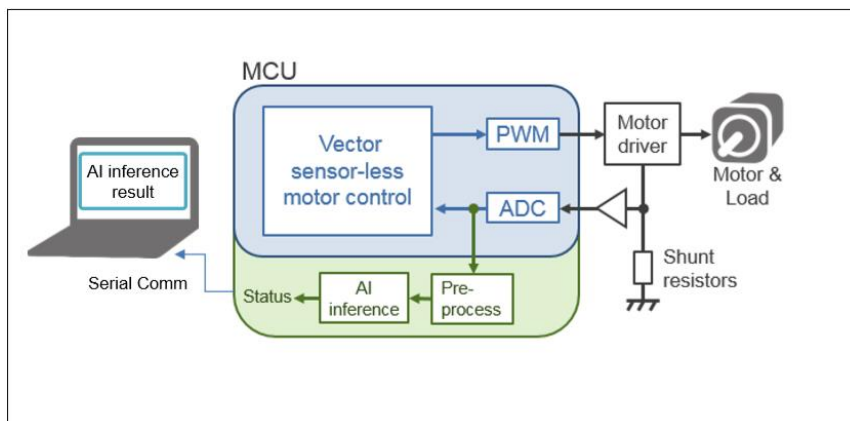 MCU
Vector
sensor-less
motor control
PWM
Motor
driver
Motor &
Load
AI inference
result
ADC
Shunt
resistors
Serial Comm
Status
AI
inference
Pre-
process